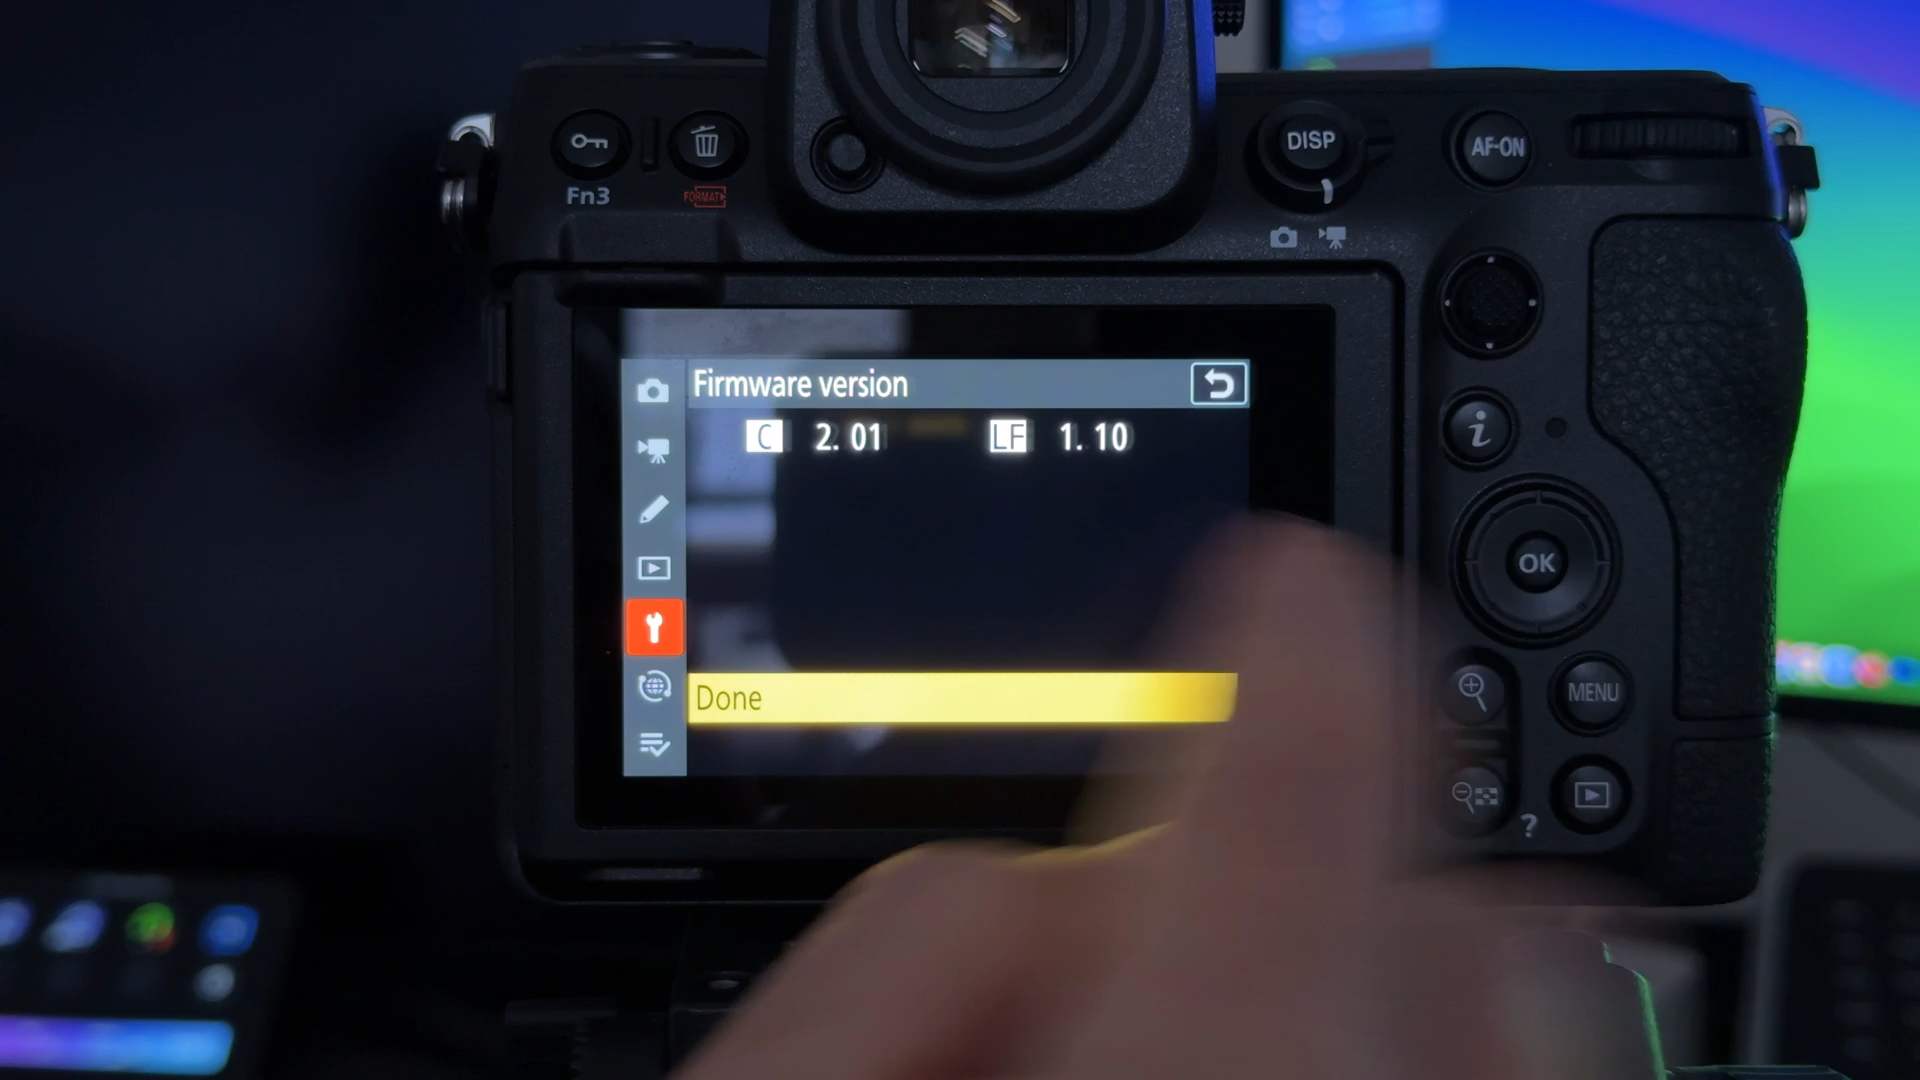 DISP
AF-ON
Fn3
FORMAT
Firmware version
C 2.01 LF 1.10
i
OK
Done
MENU
?